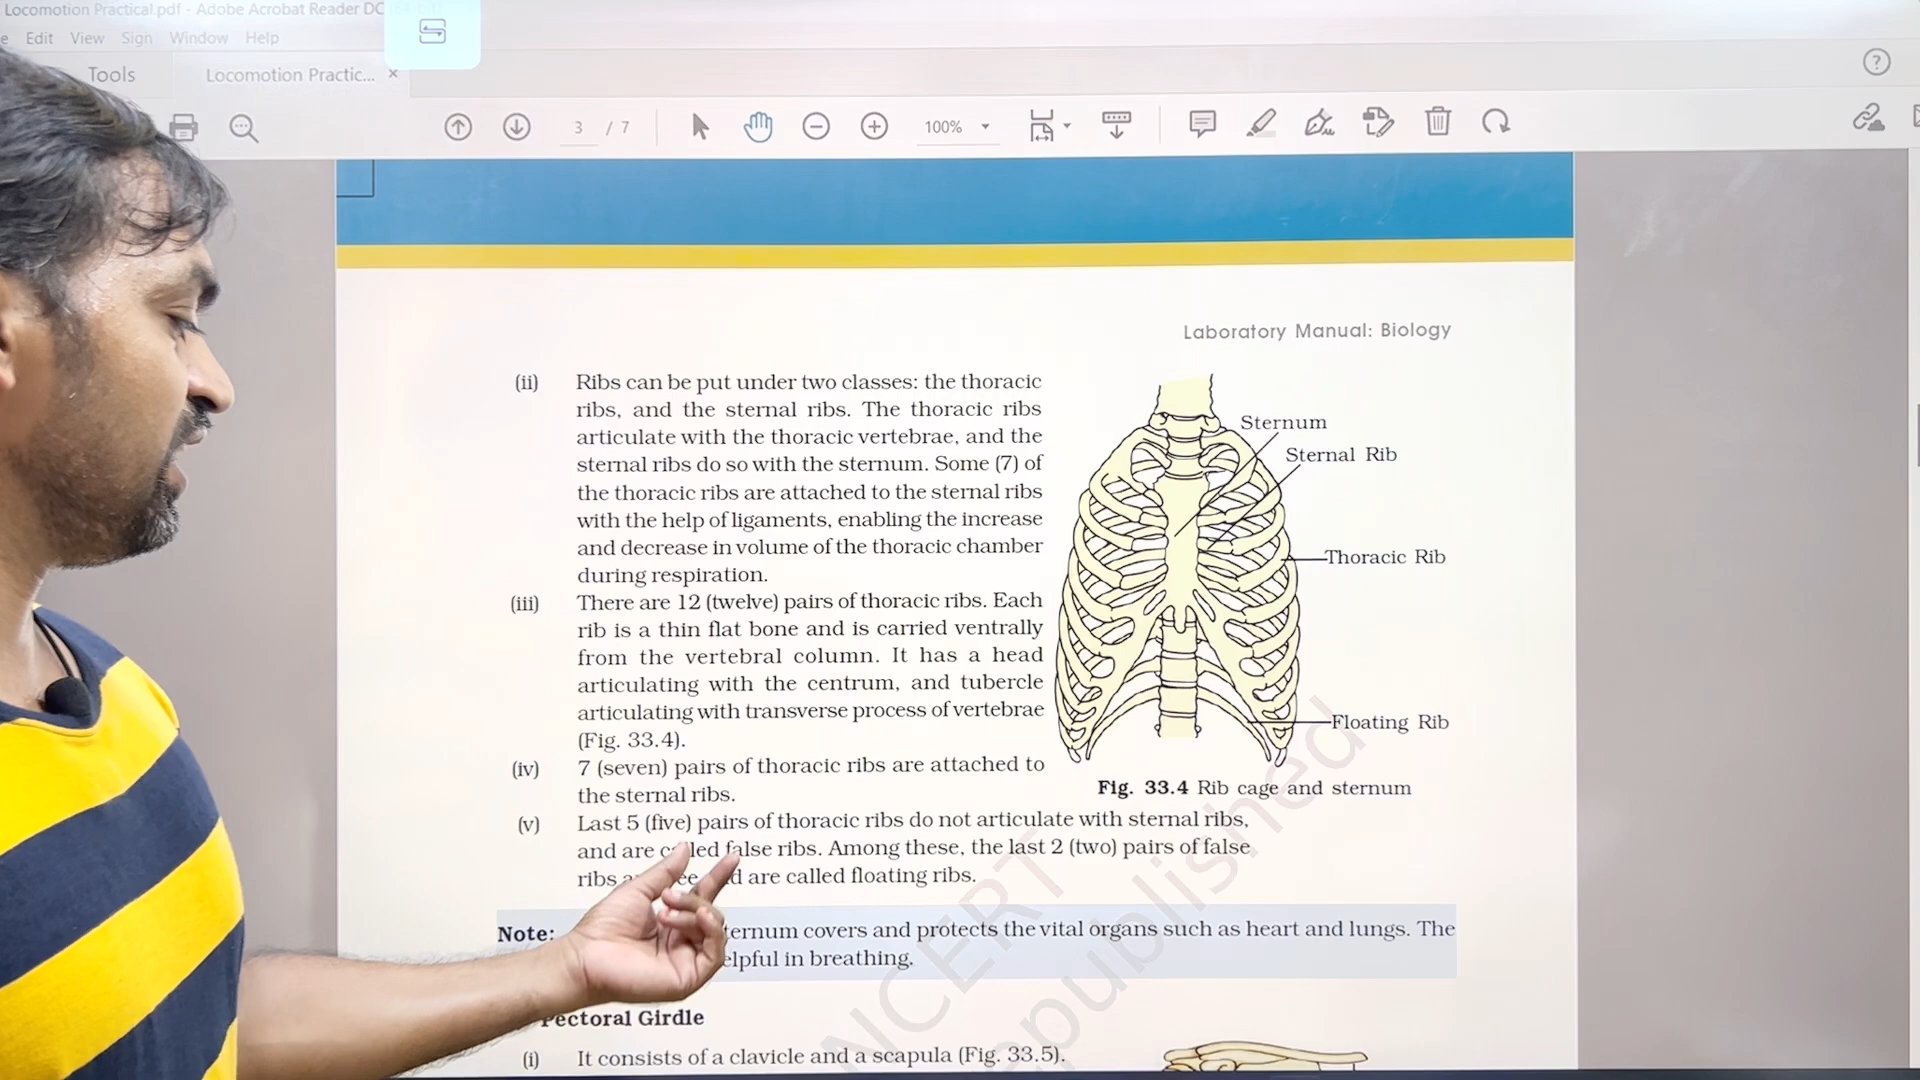 Locomotion Practical.pdf - Adobe Acrobat Reader DC
e Edit View Sign Window Help
Tools
Locomotion Practic... ×
?
3 / 7
100%
Laboratory Manual: Biology
(ii) Ribs can be put under two classes: the thoracic
ribs, and the sternal ribs. The thoracic ribs
articulate with the thoracic vertebrae, and the
sternal ribs do so with the sternum. Some (7) of
the thoracic ribs are attached to the sternal ribs
with the help of ligaments, enabling the increase
and decrease in volume of the thoracic chamber
during respiration.
(iii) There are 12 (twelve) pairs of thoracic ribs. Each
rib is a thin flat bone and is carried ventrally
from the vertebral column. It has a head
articulating with the centrum, and tubercle
articulating with transverse process of vertebrae
(Fig. 33.4).
(iv) 7 (seven) pairs of thoracic ribs are attached to
the sternal ribs.
Sternum
Sternal Rib
Thoracic Rib
Floating Rib
Fig. 33.4 Rib cage and sternum
(v) Last 5 (five) pairs of thoracic ribs do not articulate with sternal ribs,
and are called false ribs. Among these, the last 2 (two) pairs of false
ribs are called floating ribs.
Note: ternum covers and protects the vital organs such as heart and lungs. The
elpful in breathing.
Pectoral Girdle
(i) It consists of a clavicle and a scapula (Fig. 33.5).
NCERT
epublished